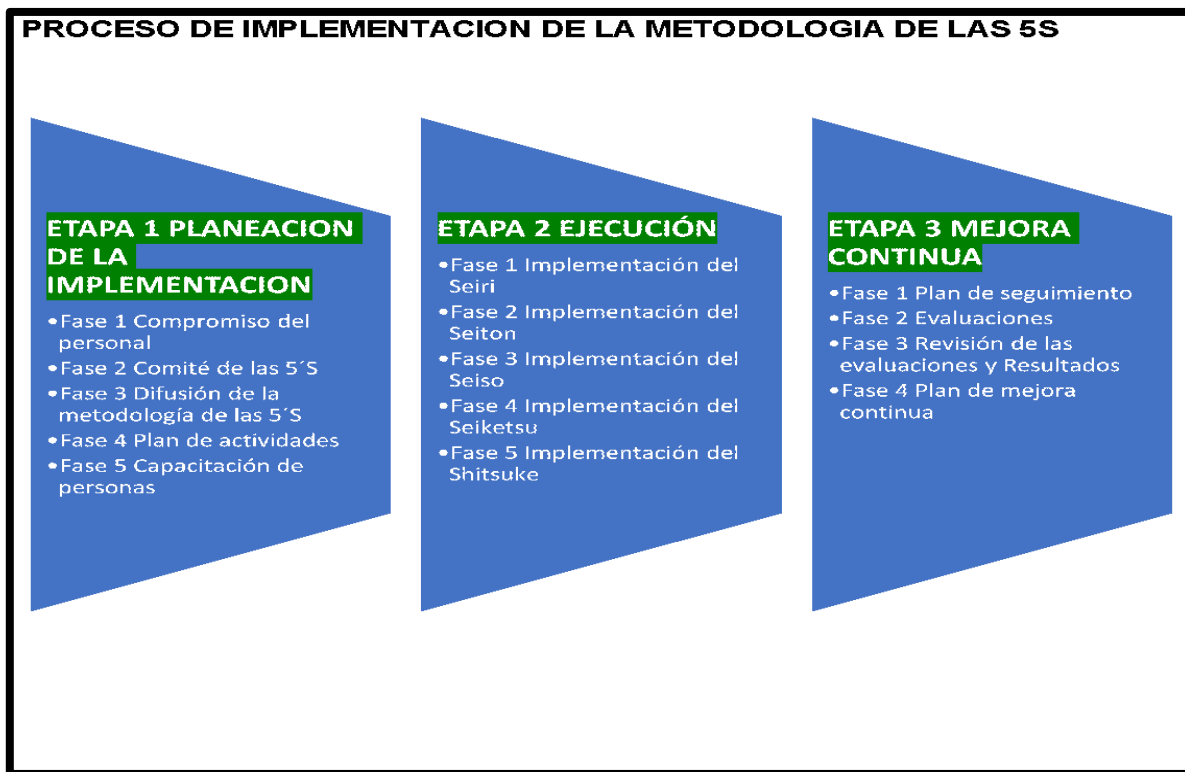 PROCESO DE IMPLEMENTACION DE LA METODOLOGIA DE LAS 5S
ETAPA 1 PLANEACION
DE LA
IMPLEMENTACION
•Fase 1 Compromiso del
personal
•Fase 2 Comité de las 5´S
•Fase 3 Difusión de la
metodología de las 5´S
•Fase 4 Plan de actividades
•Fase 5 Capacitación de
personas
ETAPA 2 EJECUCIÓN
•Fase 1 Implementación del
Seiri
•Fase 2 Implementación del
Seiton
•Fase 3 Implementación del
Seiso
•Fase 4 Implementación del
Seiketsu
•Fase 5 Implementación del
Shitsuke
ETAPA 3 MEJORA
CONTINUA
•Fase 1 Plan de seguimiento
•Fase 2 Evaluaciones
•Fase 3 Revisión de las
evaluaciones y Resultados
•Fase 4 Plan de mejora
continua